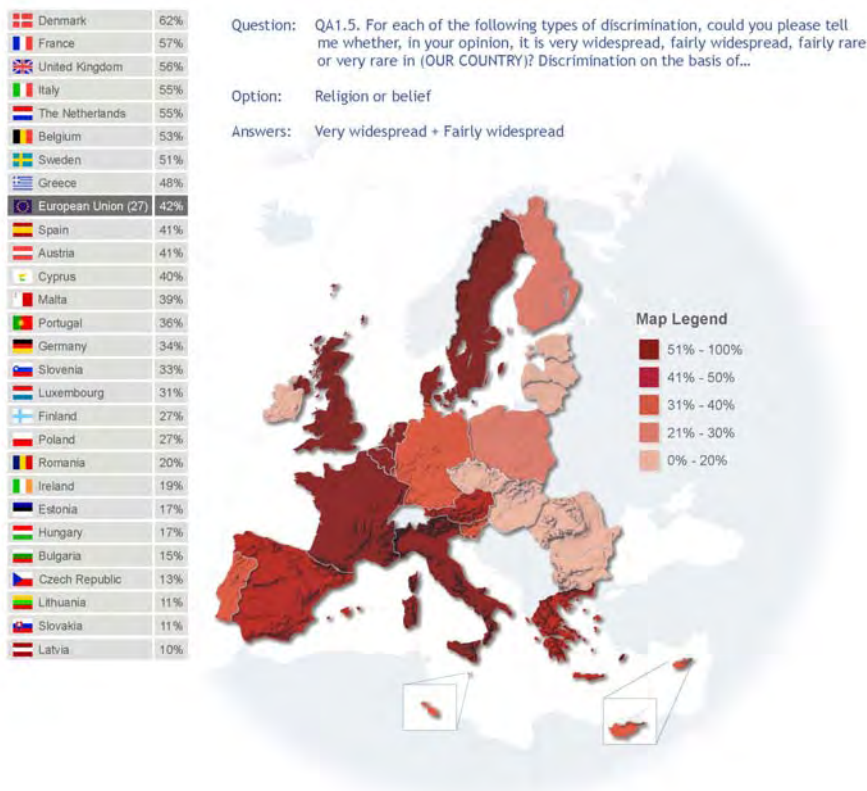 Denmark 62%
France 57%
United Kingdom 56%
Italy 55%
The Netherlands 55%
Belgium 53%
Sweden 51%
Greece 48%
European Union (27) 42%
Spain 41%
Austria 41%
Cyprus 40%
Malta 39%
Portugal 36%
Germany 34%
Slovenia 33%
Luxembourg 31%
Finland 27%
Poland 27%
Romania 20%
Ireland 19%
Estonia 17%
Hungary 17%
Bulgaria 15%
Czech Republic 13%
Lithuania 11%
Slovakia 11%
Latvia 10%
Question: QA1.5. For each of the following types of discrimination, could you please tell
me whether, in your opinion, it is very widespread, fairly widespread, fairly rare
or very rare in (OUR COUNTRY)? Discrimination on the basis of...
Option: Religion or belief
Answers: Very widespread + Fairly widespread
Map Legend
51% - 100%
41% - 50%
31% - 40%
21% - 30%
0% - 20%